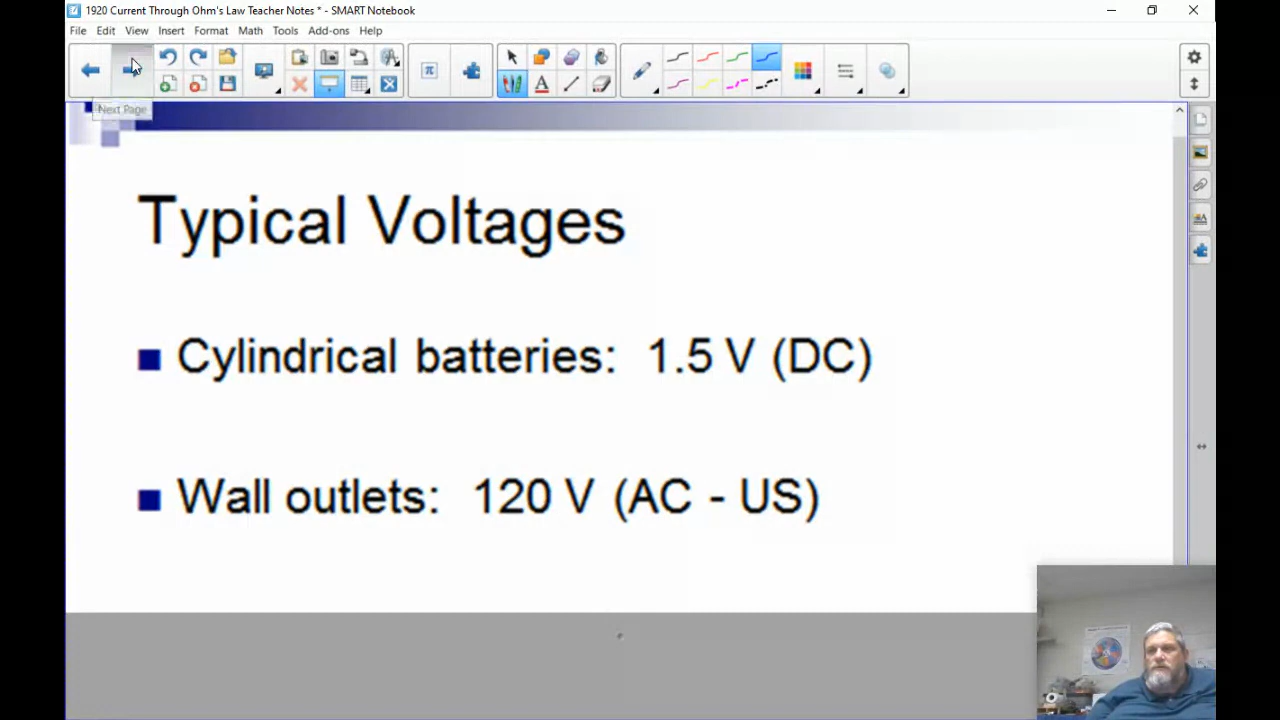 1920 Current Through Ohm's Law Teacher Notes * - SMART Notebook
File Edit View Insert Format Math Tools Add-ons Help
Next Page
Typical Voltages
Cylindrical batteries: 1.5 V (DC)
Wall outlets: 120 V (AC - US)